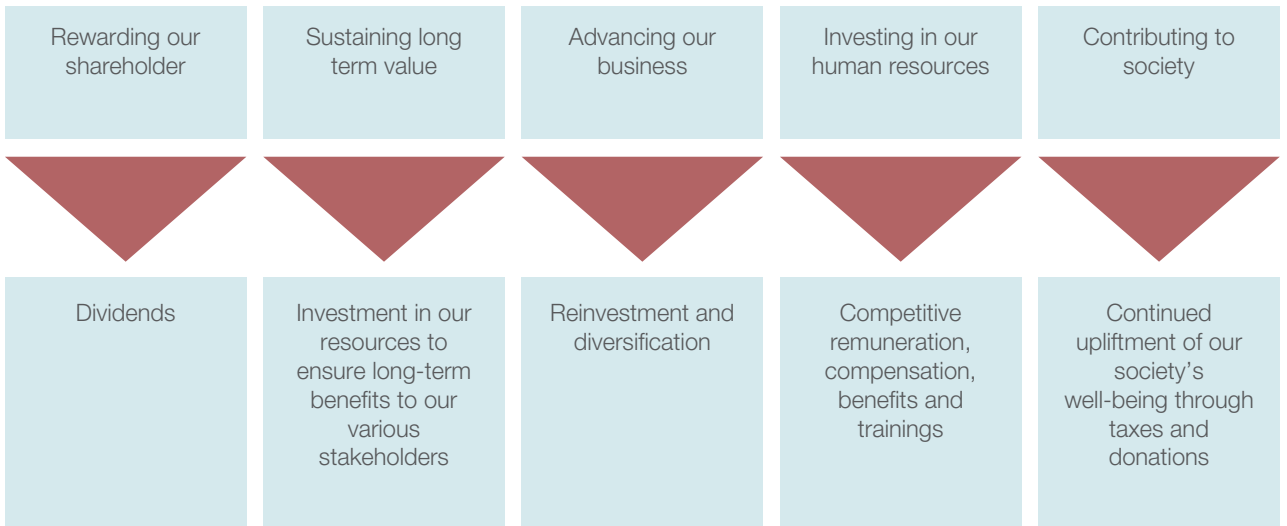 Rewarding our
shareholder
Sustaining long
term value
Advancing our
business
Investing in our
human resources
Contributing to
society
Dividends
Investment in our
resources to
ensure long-term
benefits to our
various
stakeholders
Reinvestment and
diversification
Competitive
remuneration,
compensation,
benefits and
trainings
Continued
upliftment of our
society’s
well-being through
taxes and
donations